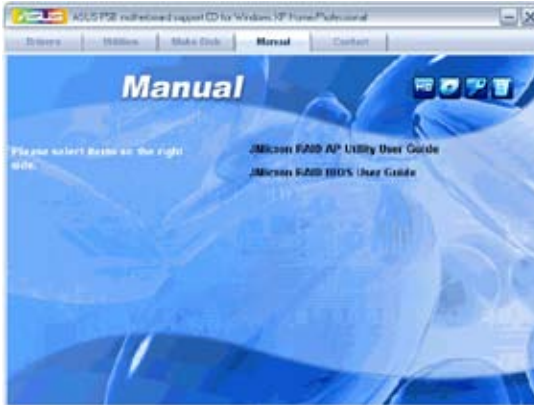 ASUS P5B motherboard support CD for Windows XP Home/Professional
Drivers
Utilities
Make Disk
Manual
Contact
Manual
Please select items on the right
side.
JMicron RAID AP Utility User Guide
JMicron RAID BIOS User Guide